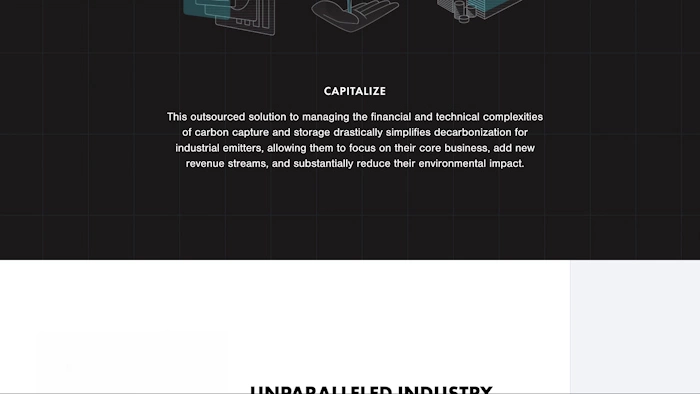 CAPITALIZE
This outsourced solution to managing the financial and technical complexities
of carbon capture and storage drastically simplifies decarbonization for
industrial emitters, allowing them to focus on their core business, add new
revenue streams, and substantially reduce their environmental impact.
UNPARALLELED INDUSTRY